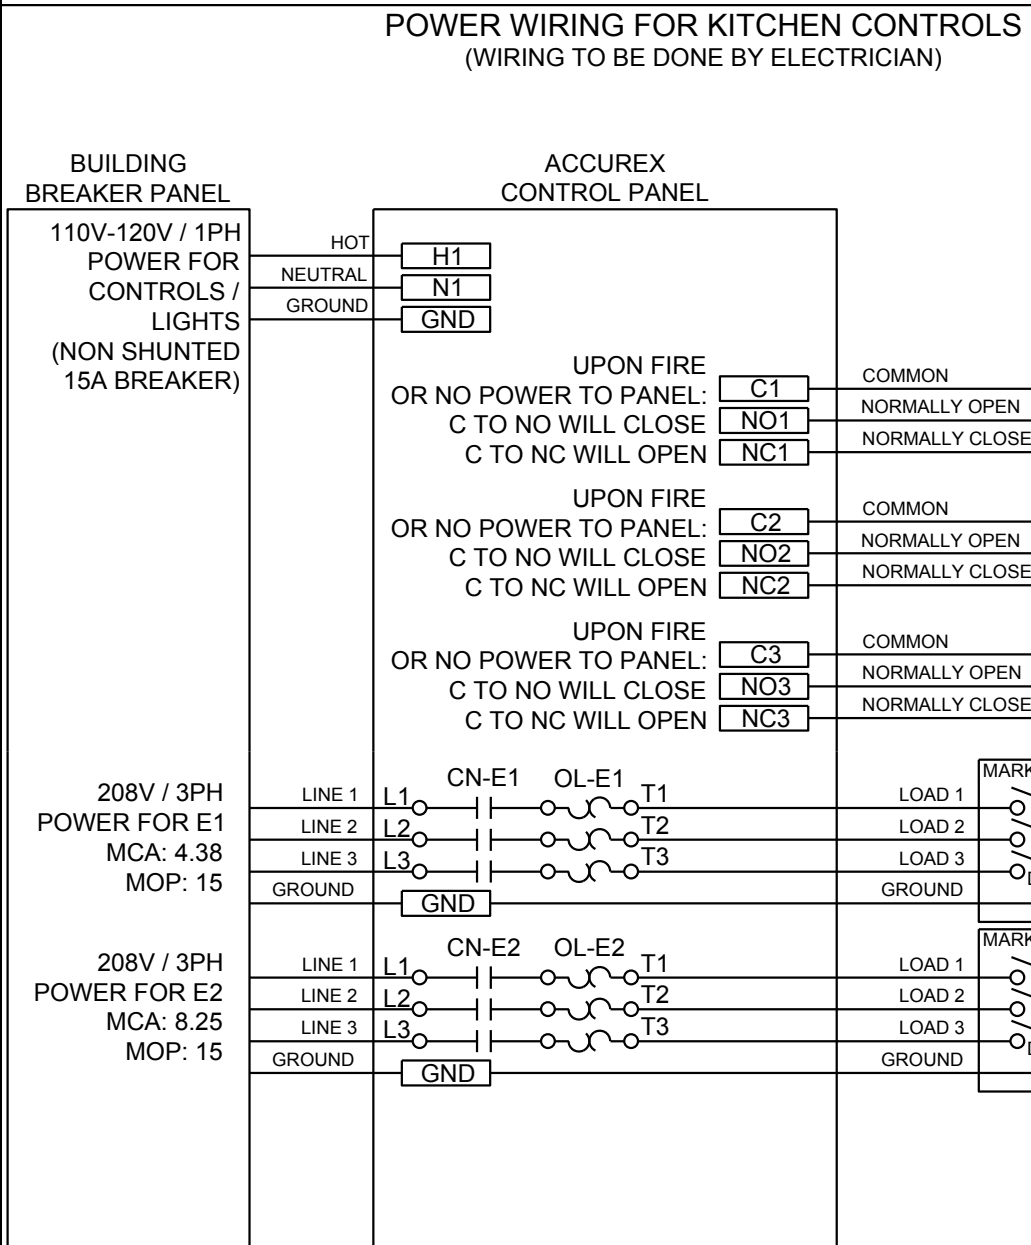 POWER WIRING FOR KITCHEN CONTROLS
(WIRING TO BE DONE BY ELECTRICIAN)
BUILDING
BREAKER PANEL
ACCUREX
CONTROL PANEL
110V-120V / 1PH
POWER FOR
CONTROLS /
LIGHTS
(NON SHUNTED
15A BREAKER)
HOT
H1
NEUTRAL
N1
GROUND
GND
UPON FIRE
OR NO POWER TO PANEL:
C TO NO WILL CLOSE
C TO NC WILL OPEN
C1
COMMON
NO1
NORMALLY OPEN
NC1
NORMALLY CLOSE
UPON FIRE
OR NO POWER TO PANEL:
C TO NO WILL CLOSE
C TO NC WILL OPEN
C2
COMMON
NO2
NORMALLY OPEN
NC2
NORMALLY CLOSE
UPON FIRE
OR NO POWER TO PANEL:
C TO NO WILL CLOSE
C TO NC WILL OPEN
C3
COMMON
NO3
NORMALLY OPEN
NC3
NORMALLY CLOSE
208V / 3PH
POWER FOR E1
MCA: 4.38
MOP: 15
CN-E1 OL-E1
MARK
LINE 1 L1 T1 LOAD 1
LINE 2 L2 T2 LOAD 2
LINE 3 L3 T3 LOAD 3
GROUND GND GROUND
208V / 3PH
POWER FOR E2
MCA: 8.25
MOP: 15
CN-E2 OL-E2
MARK
LINE 1 L1 T1 LOAD 1
LINE 2 L2 T2 LOAD 2
LINE 3 L3 T3 LOAD 3
GROUND GND GROUND